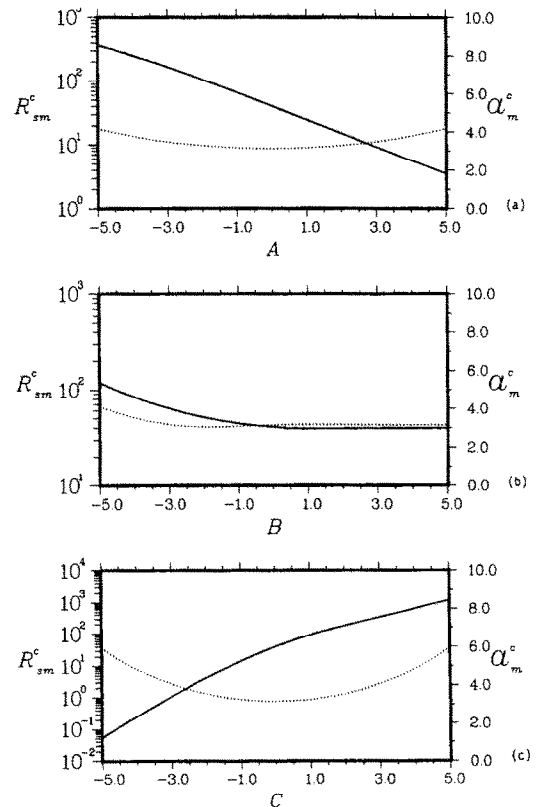 10³ 10.0
8.0
10² 6.0
R^c_sm a^c_m
4.0
10¹
2.0
10⁰ 0.0 (a)
-5.0 -3.0 -1.0 1.0 3.0 5.0
A
10³ 10.0
8.0
6.0
R^c_sm 10² a^c_m
4.0
2.0
10¹ 0.0 (b)
-5.0 -3.0 -1.0 1.0 3.0 5.0
B
10⁴ 10.0
10³ 8.0
10²
R^c_sm 6.0 a^c_m
10¹
10⁰ 4.0
10⁻¹ 2.0
10⁻² 0.0 (c)
-5.0 -3.0 -1.0 1.0 3.0 5.0
C